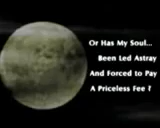 Or Has My Soul...
Been Led Astray
And Forced to Pay
A Priceless Fee ?